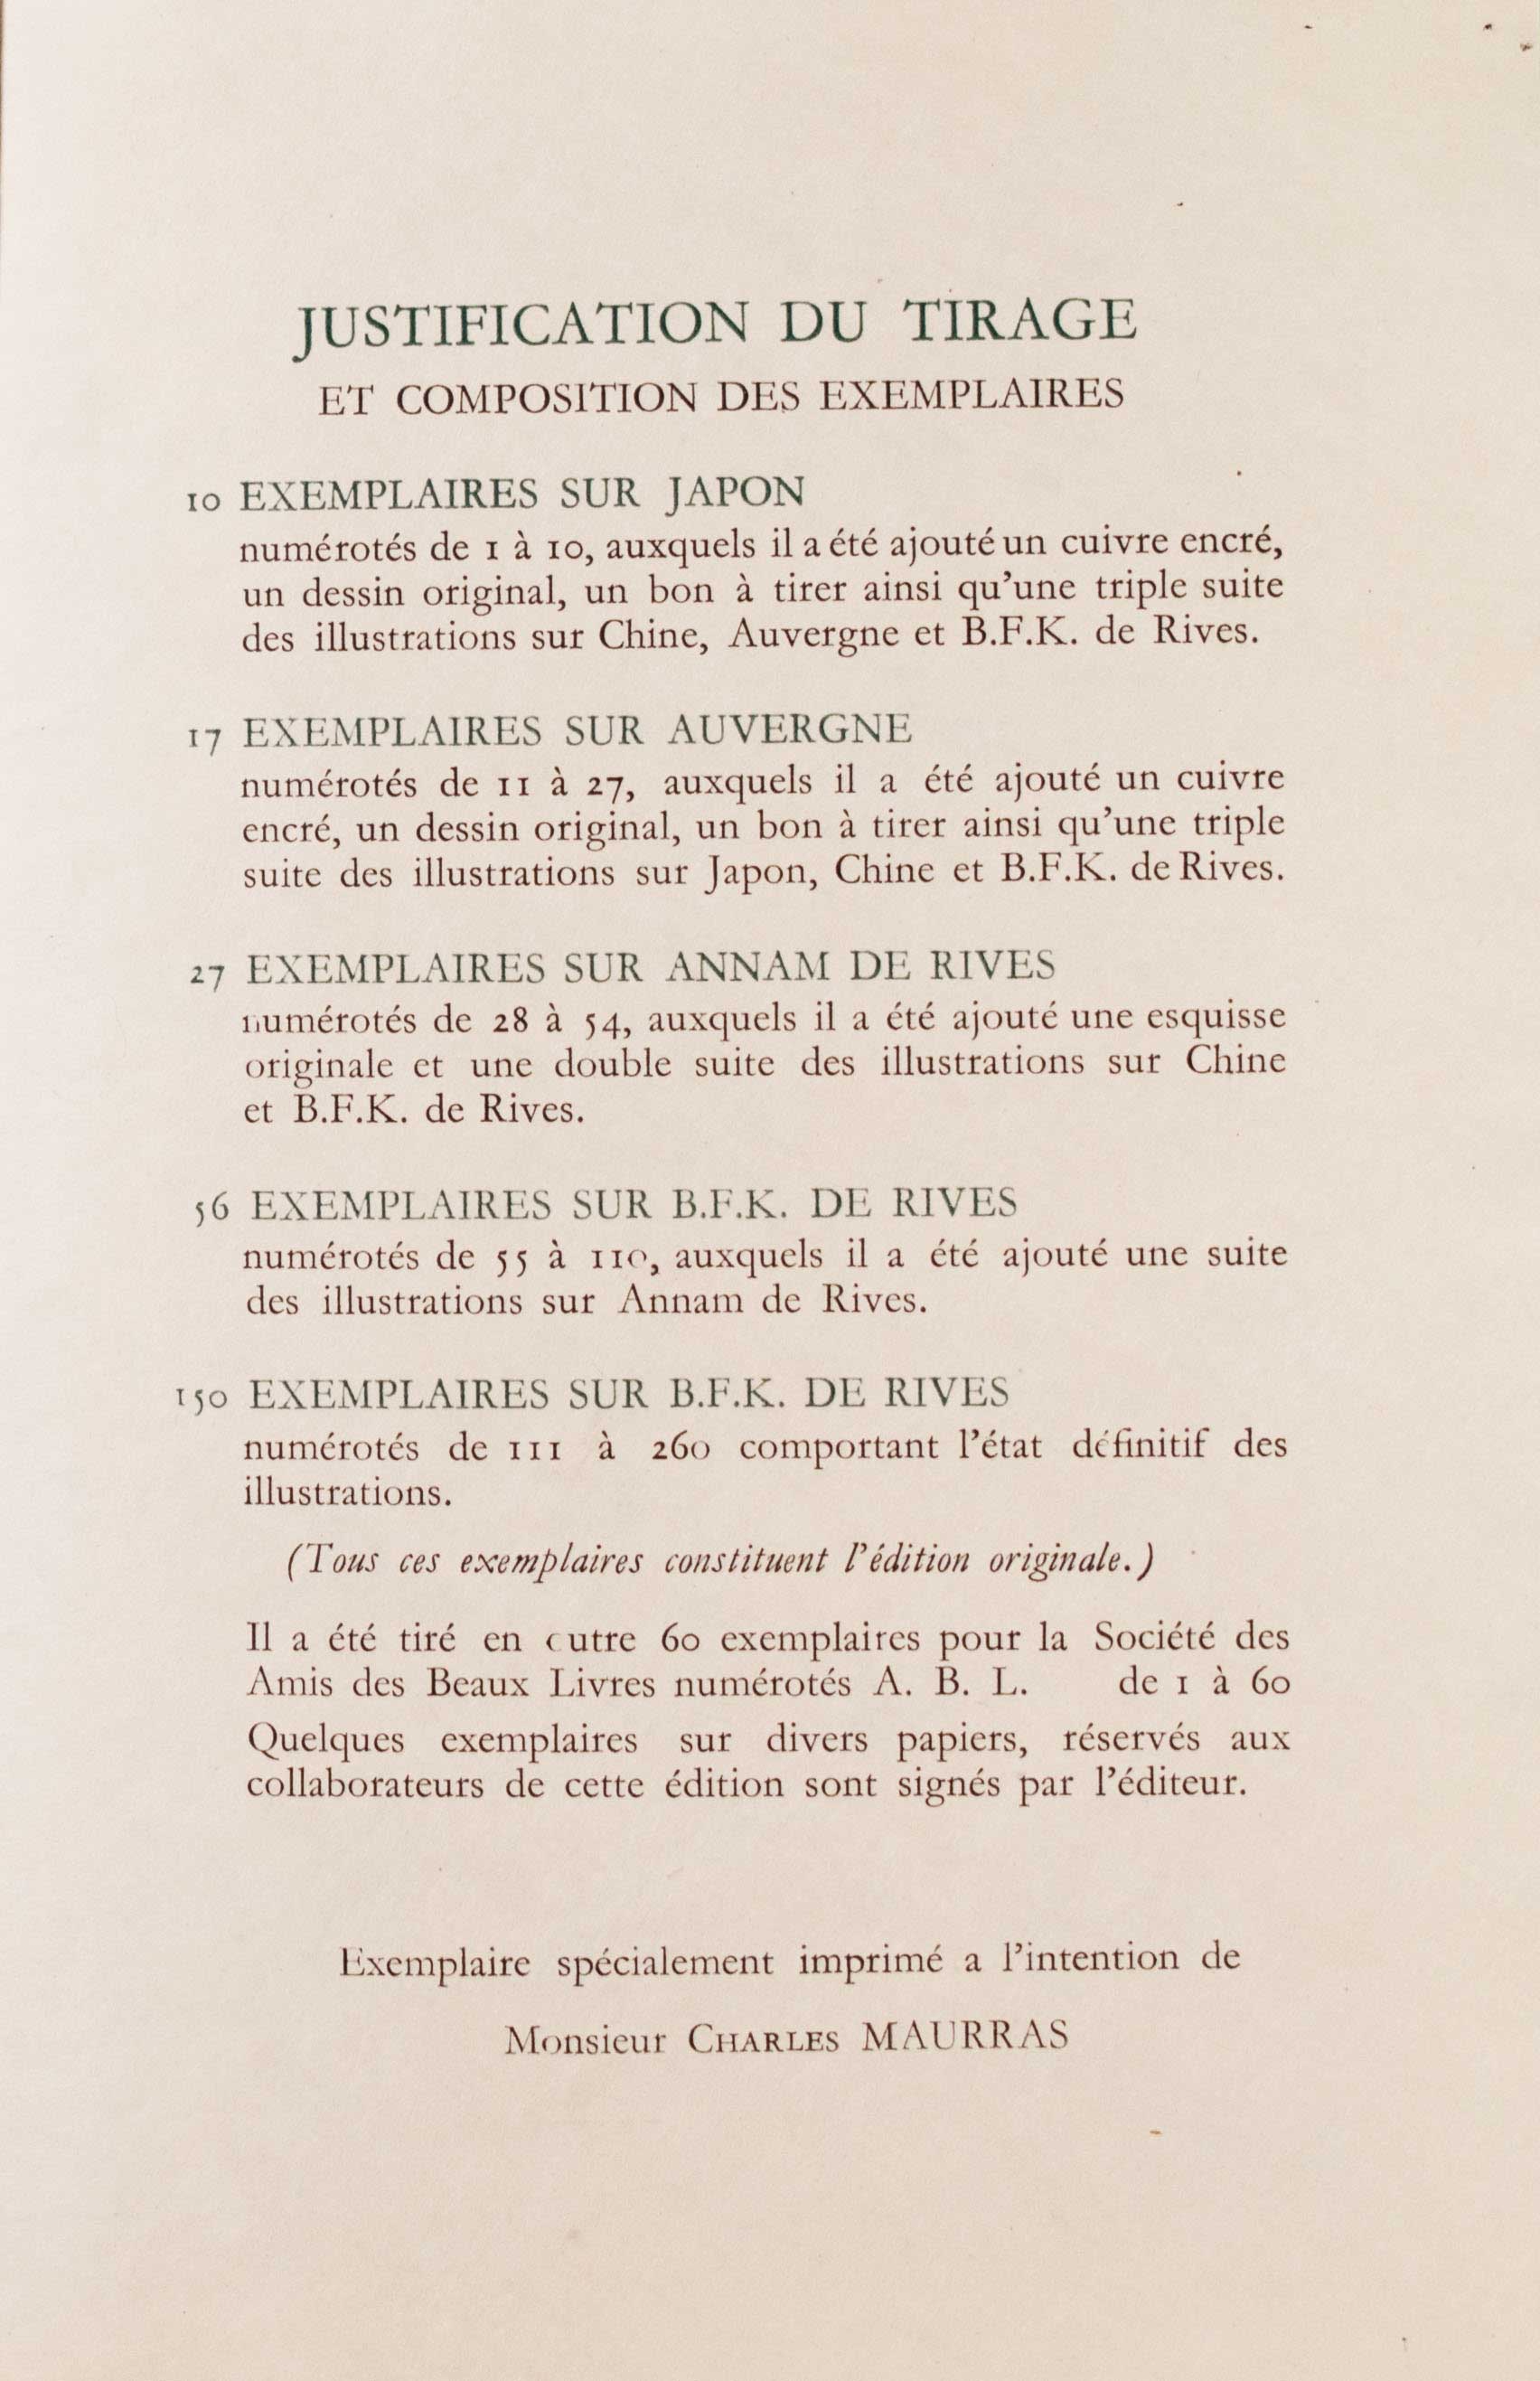 JUSTIFICATION DU TIRAGE
ET COMPOSITION DES EXEMPLAIRES
10 EXEMPLAIRES SUR JAPON
numérotés de 1 à 10, auxquels il a été ajouté un cuivre encré,
un dessin original, un bon à tirer ainsi qu'une triple suite
des illustrations sur Chine, Auvergne et B.F.K. de Rives.
17 EXEMPLAIRES SUR AUVERGNE
numérotés de 11 à 27, auxquels il a été ajouté un cuivre
encré, un dessin original, un bon à tirer ainsi qu'une triple
suite des illustrations sur Japon, Chine et B.F.K. de Rives.
27 EXEMPLAIRES SUR ANNAM DE RIVES
numérotés de 28 à 54, auxquels il a été ajouté une esquisse
originale et une double suite des illustrations sur Chine
et B.F.K. de Rives.
56 EXEMPLAIRES SUR B.F.K. DE RIVES
numérotés de 55 à 110, auxquels il a été ajouté une suite
des illustrations sur Annam de Rives.
150 EXEMPLAIRES SUR B.F.K. DE RIVES
numérotés de 111 à 260 comportant l'état définitif des
illustrations.
(Tous ces exemplaires constituent l'édition originale.)
Il a été tiré en outre 60 exemplaires pour la Société des
Amis des Beaux Livres numérotés A. B. L. de 1 à 60
Quelques exemplaires sur divers papiers, réservés aux
collaborateurs de cette édition sont signés par l'éditeur.
Exemplaire spécialement imprimé a l'intention de
Monsieur CHARLES MAURRAS